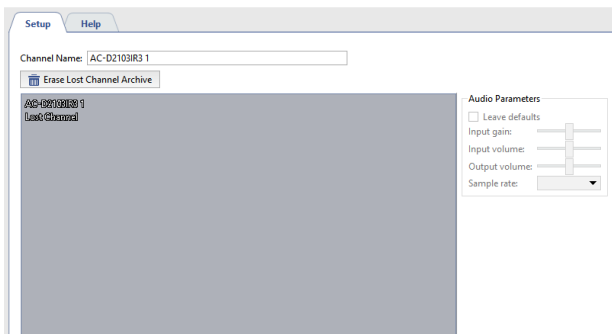 Setup Help
Channel Name: AC-D2103IR3 1
Erase Lost Channel Archive
AC-D2103IR3 1
Lost Channel
Audio Parameters
Leave defaults
Input gain:
Input volume:
Output volume:
Sample rate: